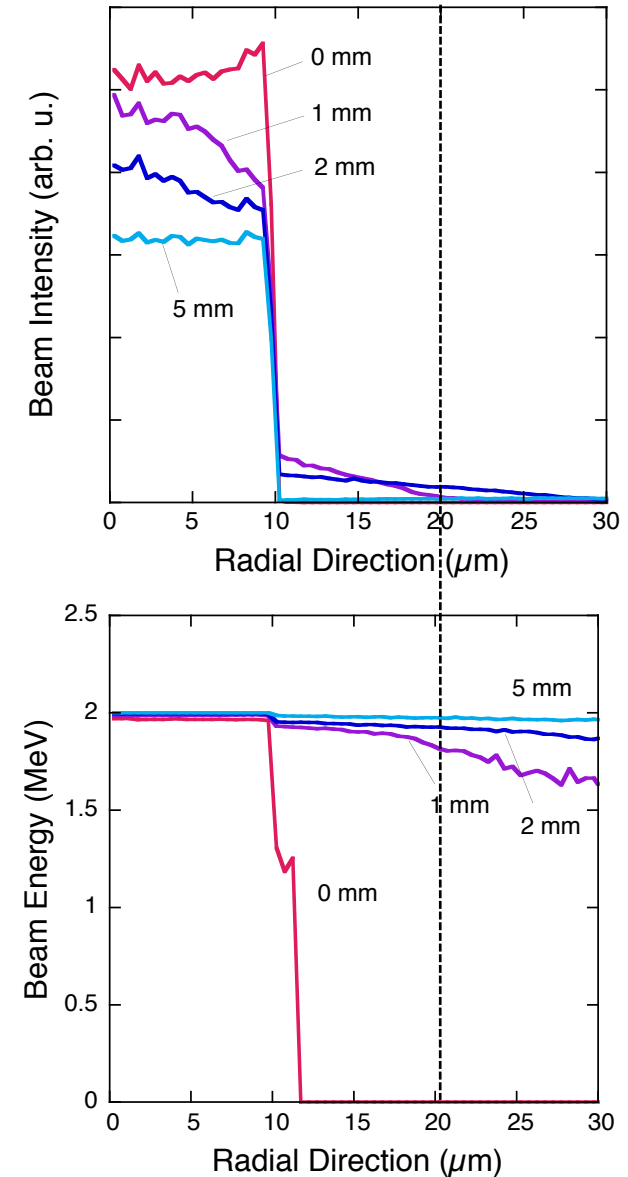 Beam Intensity (arb. u.)
0 mm
1 mm
2 mm
5 mm
0 5 10 15 20 25 30
Radial Direction (µm)
Beam Energy (MeV)
2.5
2
1.5
1
0.5
0
5 mm
1 mm
2 mm
0 mm
0 5 10 15 20 25 30
Radial Direction (µm)